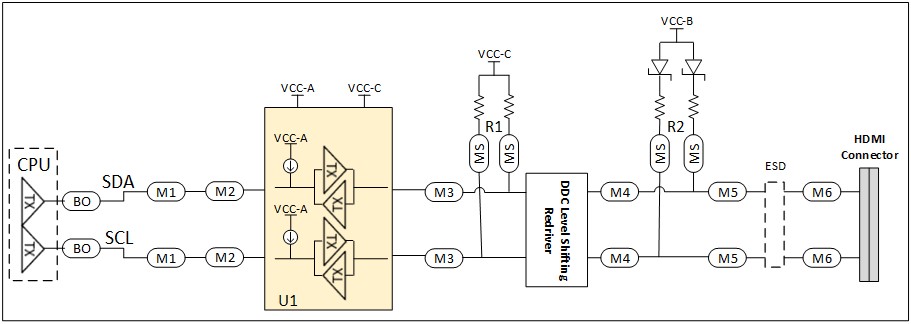 VCC-B
VCC-C
VCC-A VCC-C
R1 R2
MS MS MS MS
HDMI
Connector
ESD
CPU
VCC-A
TX
TX
TX
SDA
BO M1 M2 M3 M4 M5 M6
DDC Level Shifting
Redriver
VCC-A
TX
TX
TX
SCL
BO M1 M2 M3 M4 M5 M6
U1